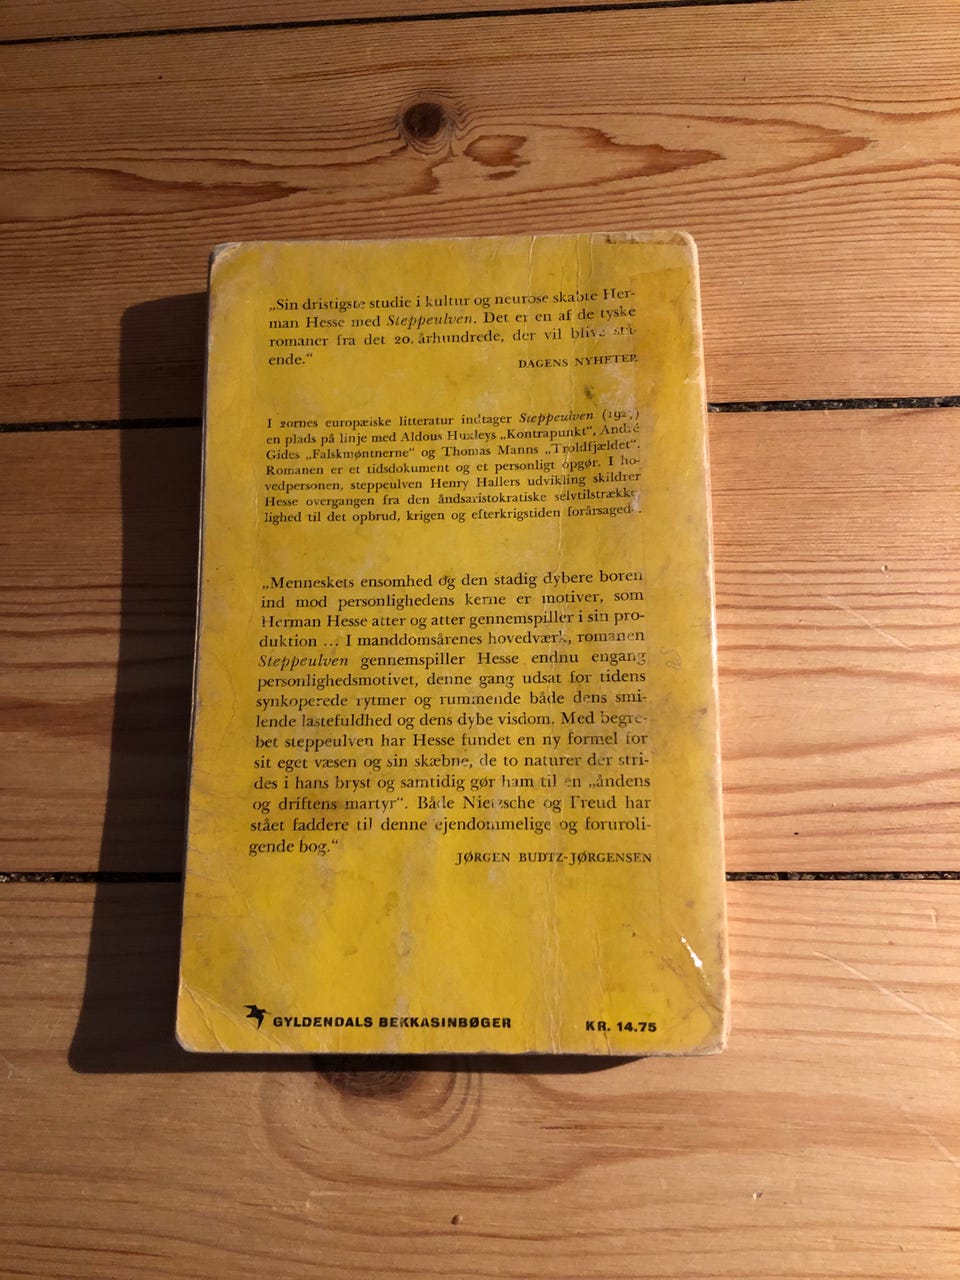 „Sin dristigste studie i kultur og neurose skabte Her-
man Hesse med Steppeulven. Det er en af de tyske
romaner fra det 20. århundrede, der vil blive stå-
ende.“
DAGENS NYHETER
I 20rnes europæiske litteratur indtager Steppeulven (1927)
en plads på linje med Aldous Huxleys „Kontrapunkt“, André
Gides „Falskmøntnerne“ og Thomas Manns „Troldfjældet“.
Romanen er et tidsdokument og et personligt opgør. I ho-
vedpersonen, steppeulven Henry Hallers udvikling skildrer
Hesse overgangen fra den åndsaristokratiske selvtilstrække
lighed til det opbrud, krigen og efterkrigstiden forårsaged
„Menneskets ensomhed og den stadig dybere boren
ind mod personlighedens kerne er motiver, som
Herman Hesse atter og atter gennemspiller i sin pro-
duktion ... I manddomsårenes hovedværk, romanen
Steppeulven gennemspiller Hesse endnu engang
personlighedsmotivet, denne gang udsat for tidens
synkoperede rytmer og rummende både dens smi-
lende lastefuldhed og dens dybe visdom. Med begre-
bet steppeulven har Hesse fundet en ny formel for
sit eget væsen og sin skæbne, de to naturer der stri-
des i hans bryst og samtidig gør ham til en „åndens
og driftens martyr“. Både Nietzsche og Freud har
stået faddere til denne ejendommelige og foruroli-
gende bog.“
JØRGEN BUDTZ-JØRGENSEN
GYLDENDALS BEKKASINBØGER KR. 14.75